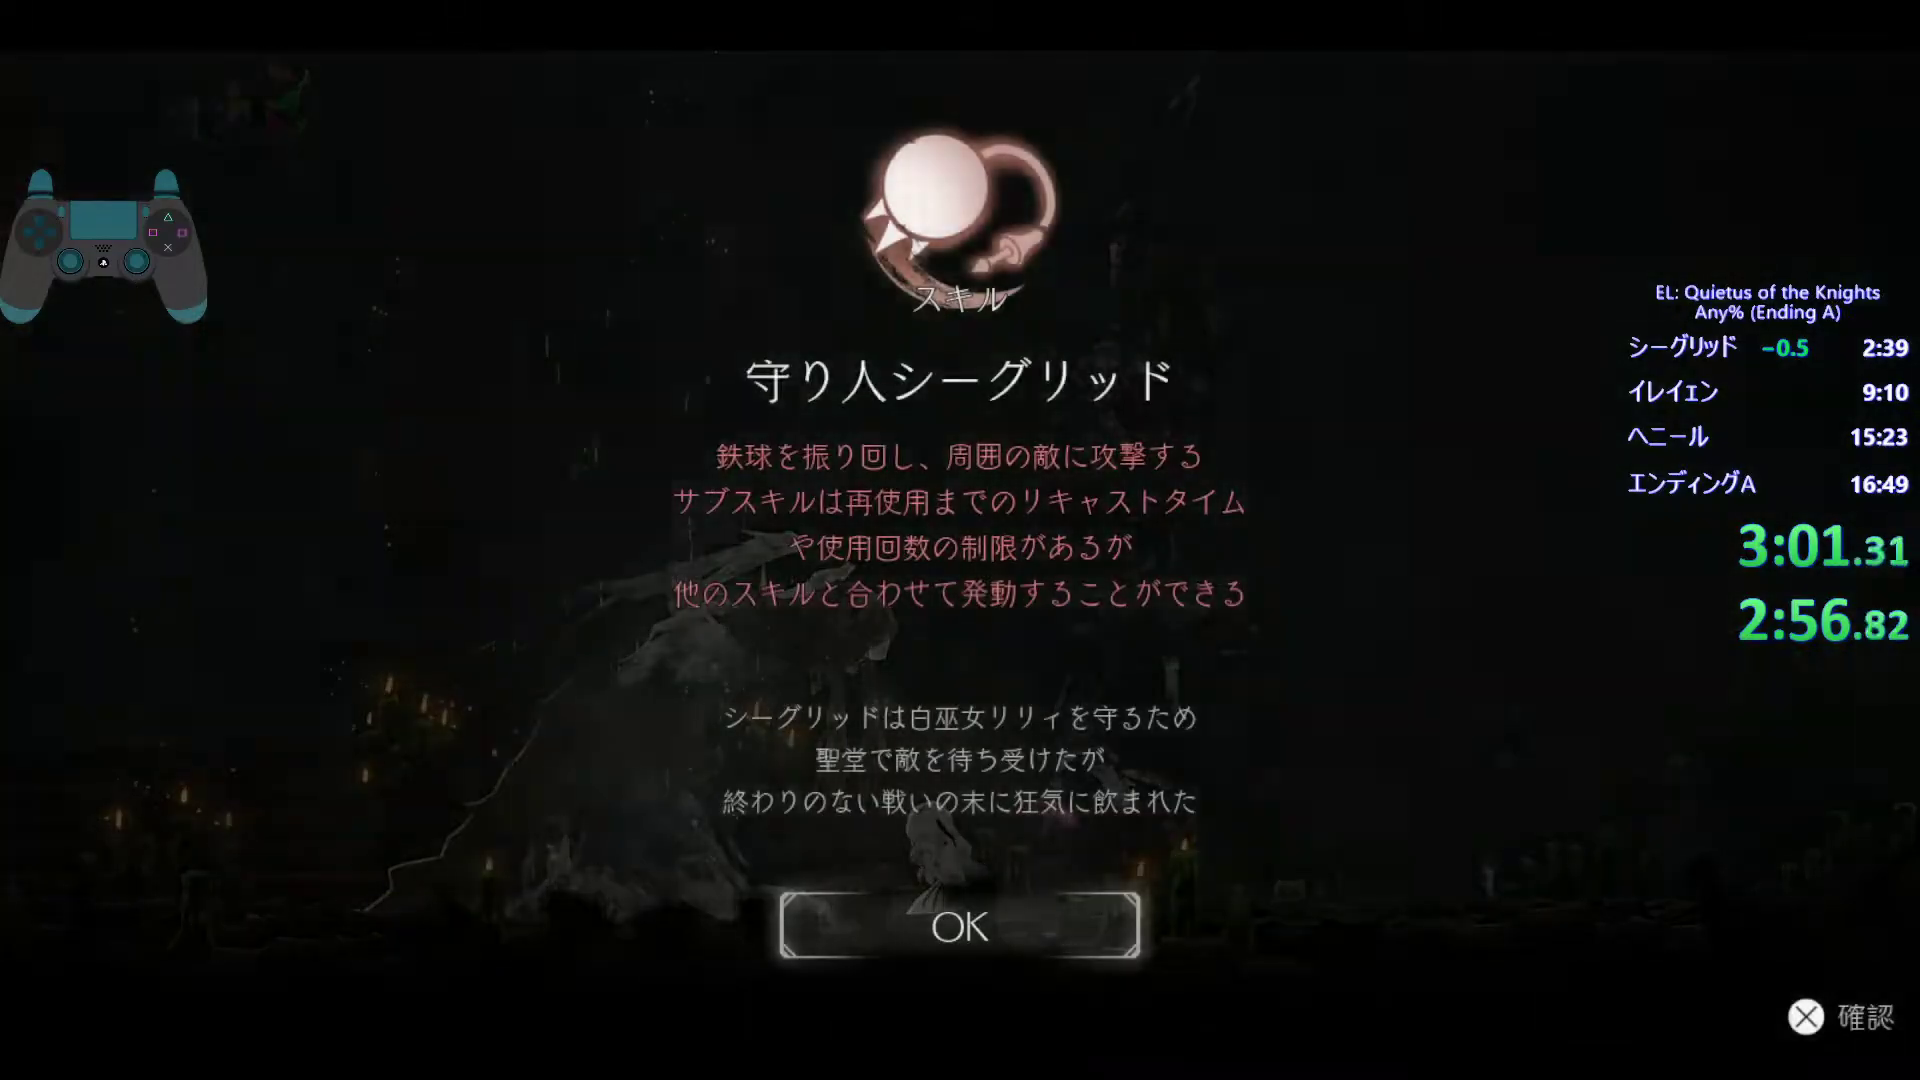 スキル
守り人シーグリッド
鉄球を振り回し、周囲の敵に攻撃する
サブスキルは再使用までのリキャストタイム
や使用回数の制限があるが
他のスキルと合わせて発動することができる
シーグリッドは白巫女リリィを守るため
聖堂で敵を待ち受けたが
終わりのない戦いの末に狂気に飲まれた
OK
確認
EL: Quietus of the Knights
Any% (Ending A)
シーグリッド -0.5 2:39
イレイェン 9:10
ヘニール 15:23
エンディングA 16:49
3:01.31
2:56.82